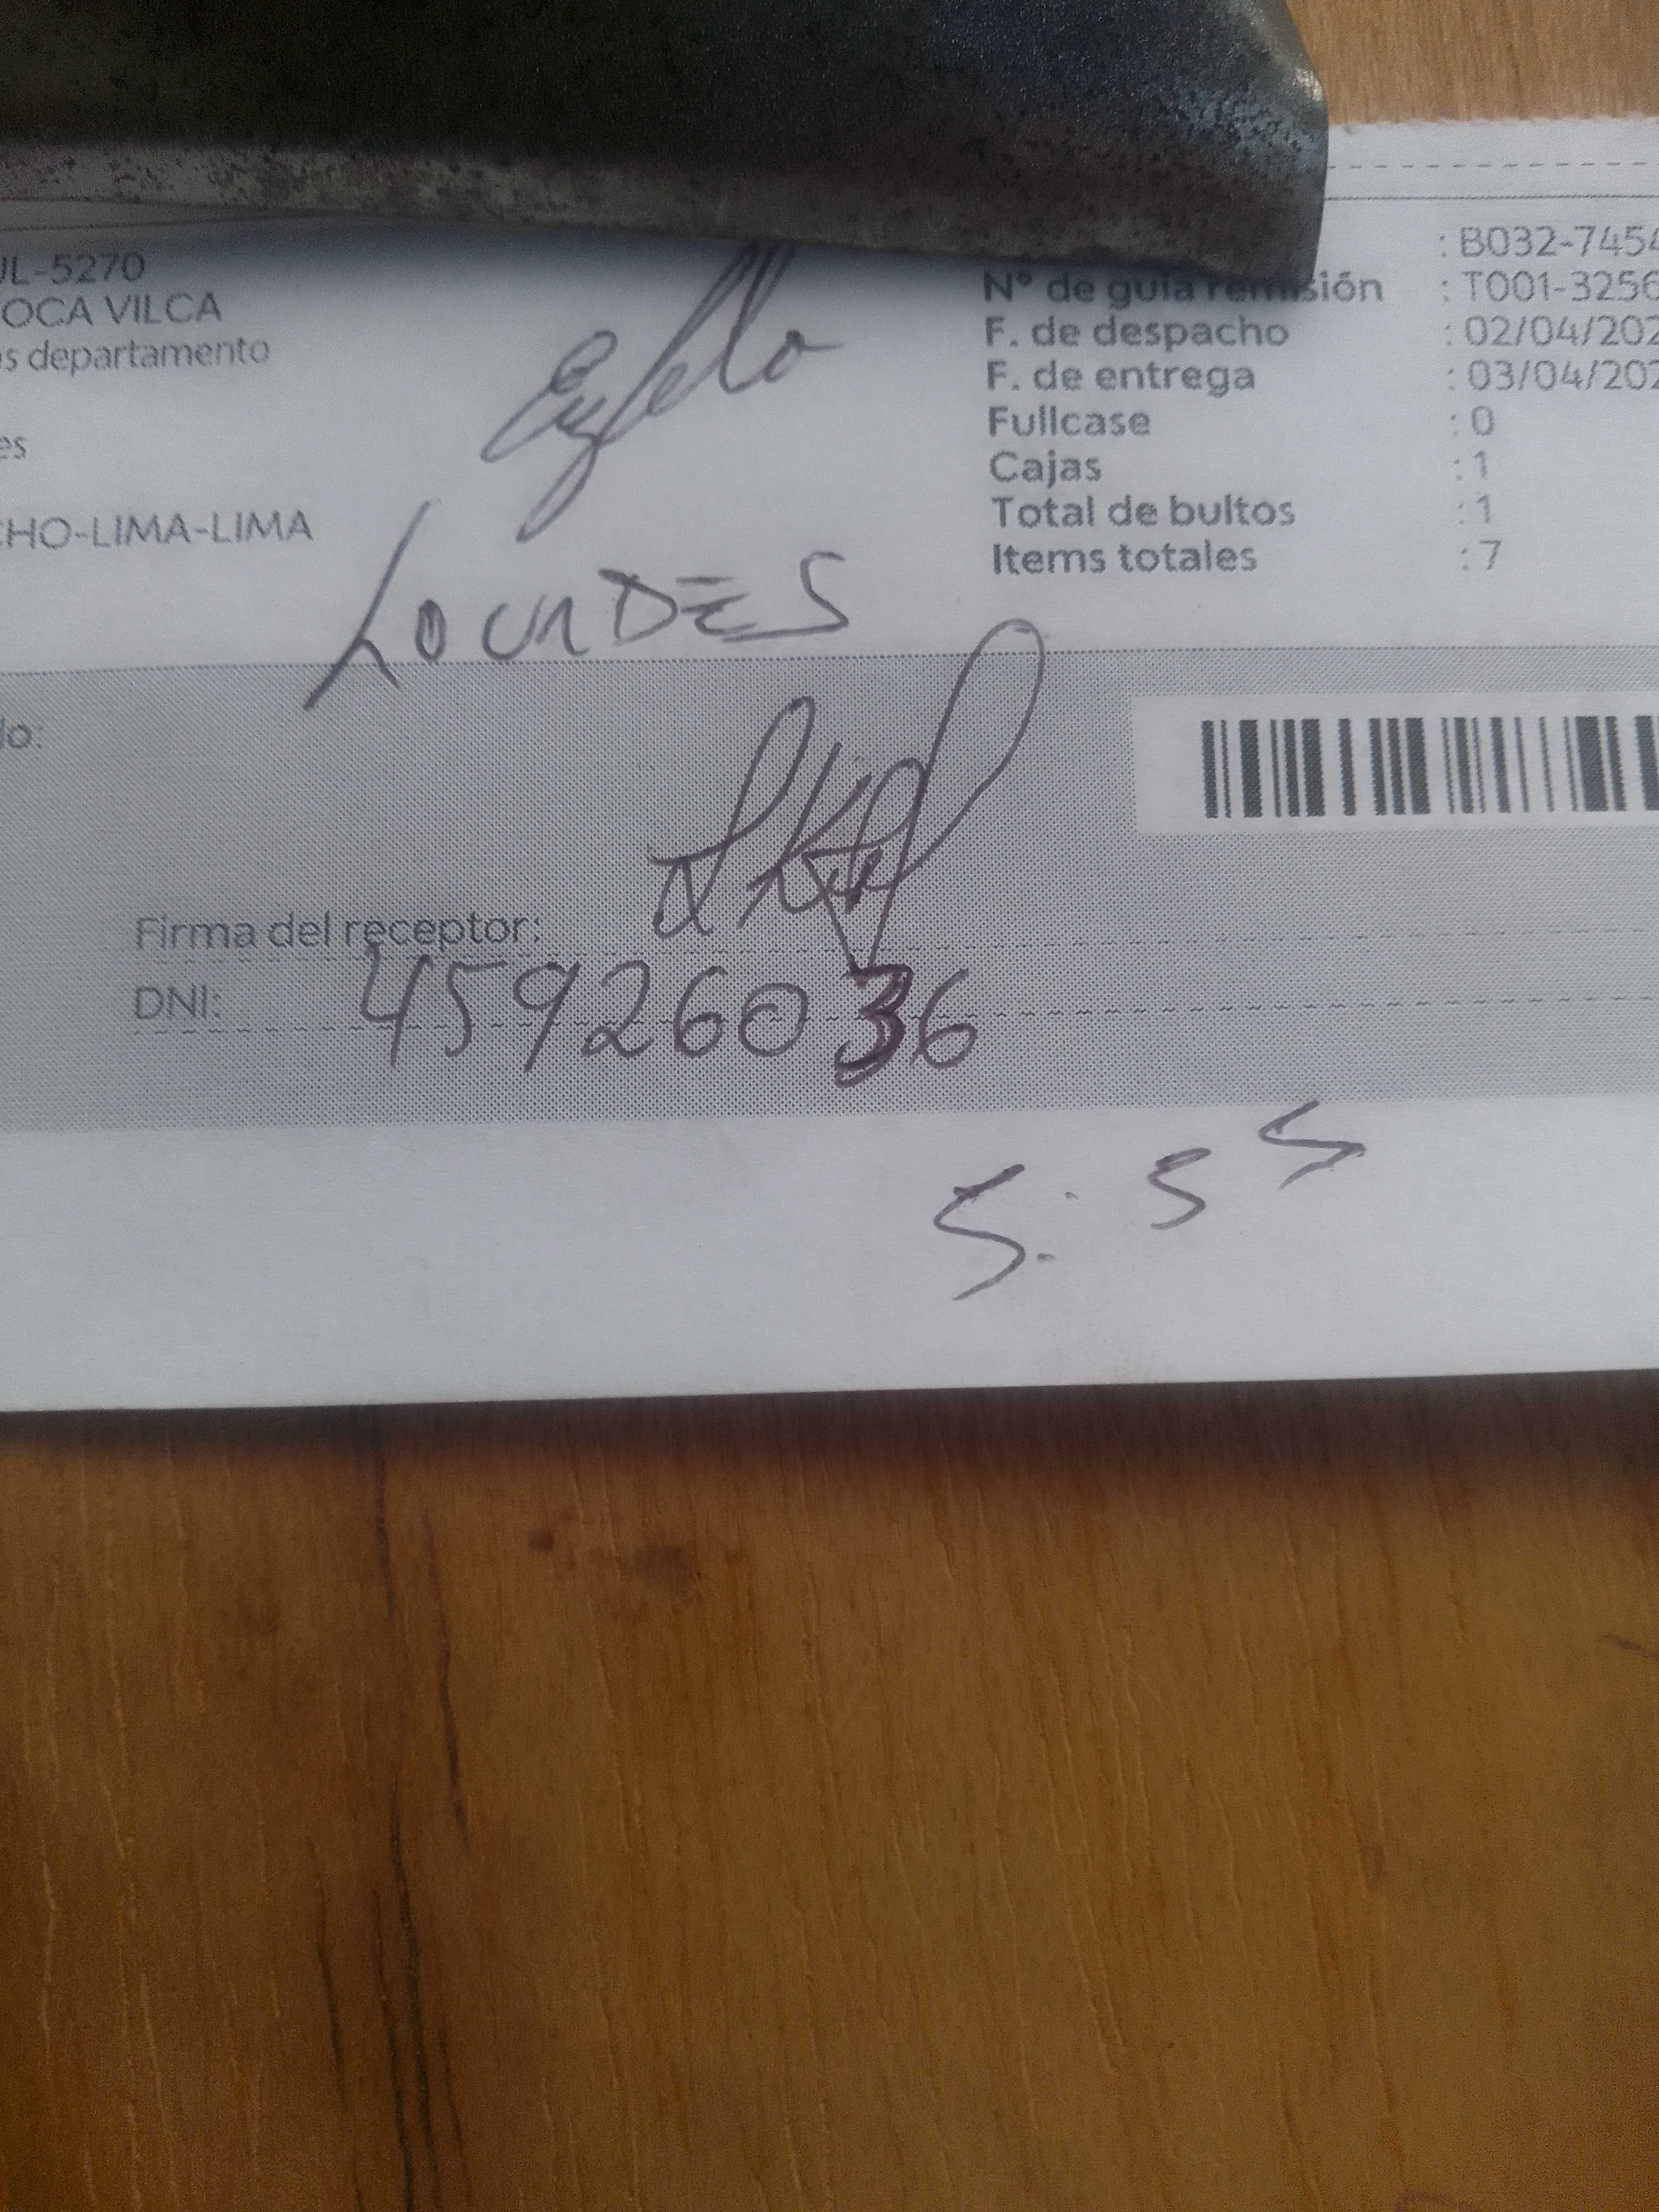 UL-5270
OCA VILCA
s departamento
es
CHO-LIMA-LIMA
: B032-7454
N° de guía remisión : T001-3256
F. de despacho : 02/04/202
F. de entrega : 03/04/202
Fullcase : 0
Cajas : 1
Total de bultos : 1
Items totales : 7
LOURDES
do:
Firma del receptor:
DNI: 45926036
5:35